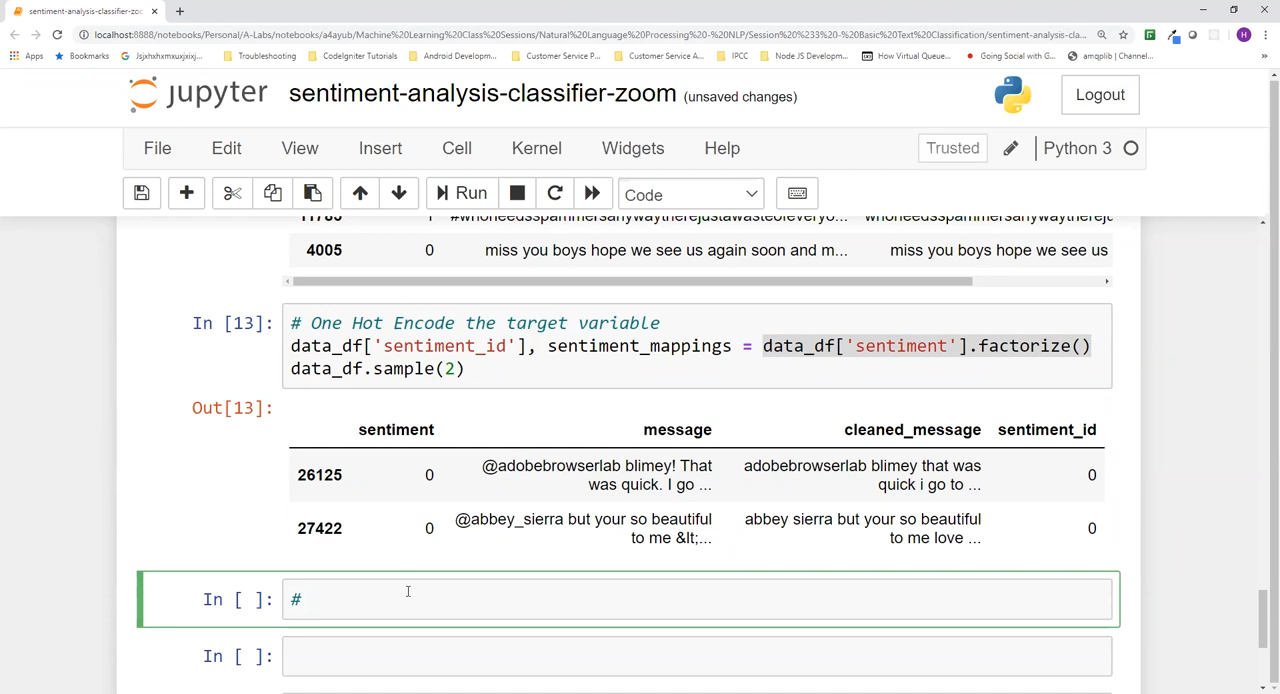 sentiment-analysis-classifier-zoo
localhost:8888/notebooks/Personal/A-Labs/notebooks/a4ayub/Machine%20Learning%20Class%20Sessions/Natural%20Language%20Processing%20-%20NLP/Session%20%233%20-%20Basic%20Text%20Classification/sentiment-analysis-cla...
H
Apps Bookmarks Jsjxhxmxuxjxixj... Troubleshooting CodeIgniter Tutorials Android Developm... Customer Service P... Customer Service A... IPCC Node JS Developm... How Virtual Queue... Going Social with G... amqplib | Channel... »
jupyter sentiment-analysis-classifier-zoom (unsaved changes) Logout
File Edit View Insert Cell Kernel Widgets Help Trusted Python 3
Run Code
11785 1 #whoneedsspammersanywaytherejustawasteofeveryo... whoneedsspammersanywaytherejus
4005 0 miss you boys hope we see us again soon and m... miss you boys hope we see us
In [13]: # One Hot Encode the target variable
data_df['sentiment_id'], sentiment_mappings = data_df['sentiment'].factorize()
data_df.sample(2)
Out[13]:
sentiment message cleaned_message sentiment_id
26125 0 @adobebrowserlab blimey! That was quick. I go ... adobebrowserlab blimey that was quick i go to ... 0
27422 0 @abbey_sierra but your so beautiful to me &lt;... abbey sierra but your so beautiful to me love ... 0
In [ ]: #
In [ ]: